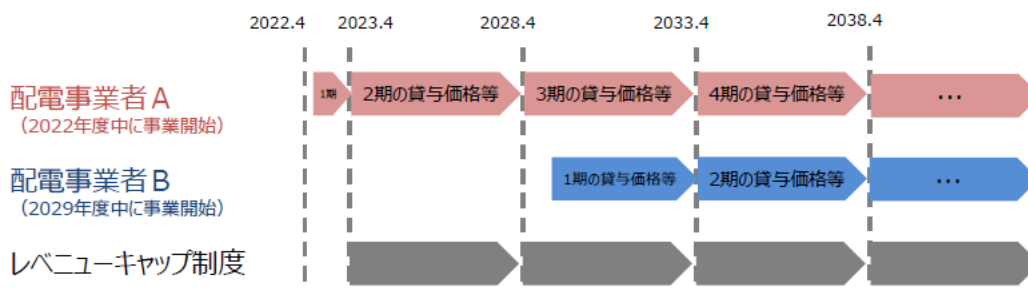 2022.4 2023.4 2028.4 2033.4 2038.4
配電事業者A
(2022年度中に事業開始)
1期 2期の貸与価格等 3期の貸与価格等 4期の貸与価格等 …
配電事業者B
(2029年度中に事業開始)
1期の貸与価格等 2期の貸与価格等 …
レベニューキャップ制度